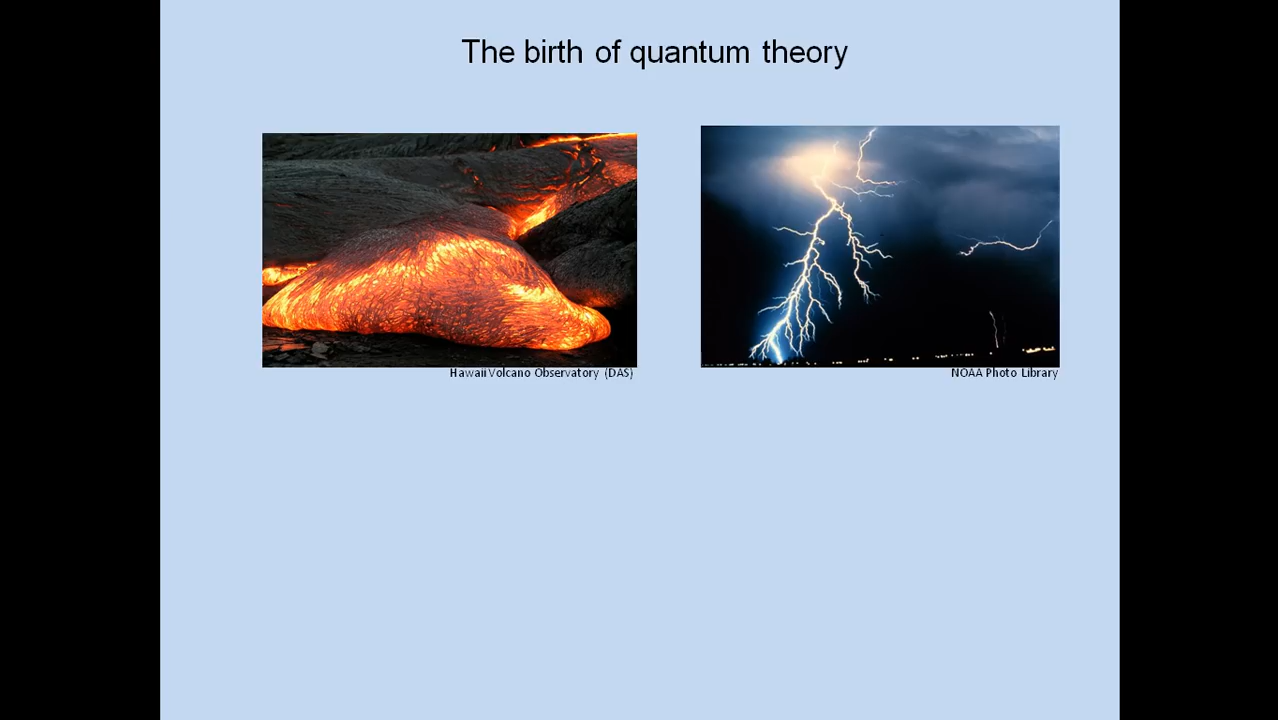 The birth of quantum theory
Hawaii Volcano Observatory (DAS)
NOAA Photo Library